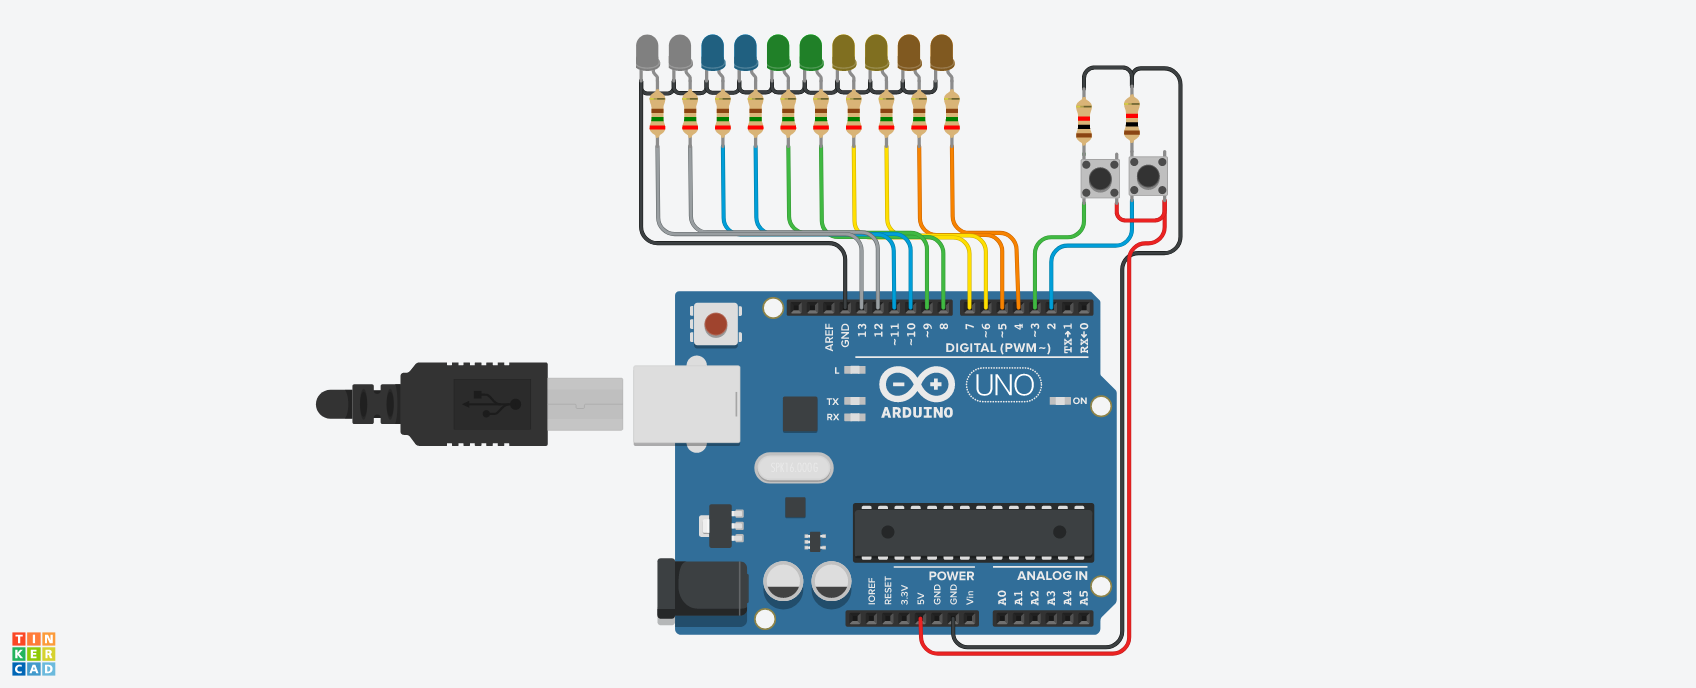 AREF
GND
13
12
~11
~10
~9
8
7
~6
~5
4
~3
2
TX→1
RX←0
DIGITAL (PWM~)
L
TX
RX
ARDUINO
UNO
ON
IOREF
RESET
3.3V
5V
GND
GND
Vin
POWER
ANALOG IN
A0
A1
A2
A3
A4
A5
TIN
KER
CAD